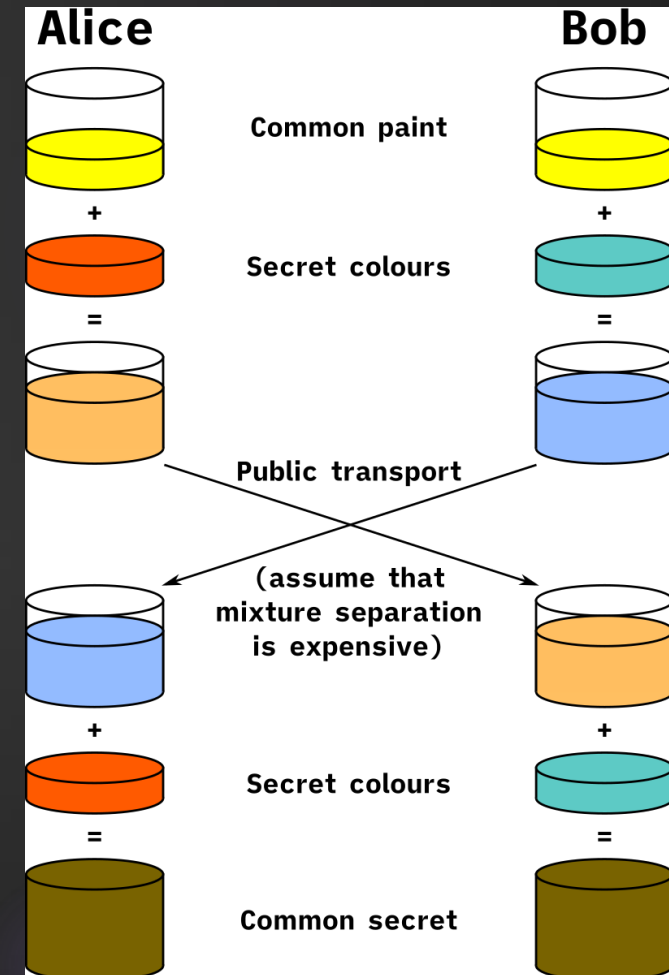 Alice Bob
Common paint
+ +
Secret colours
= =
Public transport
(assume that
mixture separation
is expensive)
+ +
Secret colours
= =
Common secret